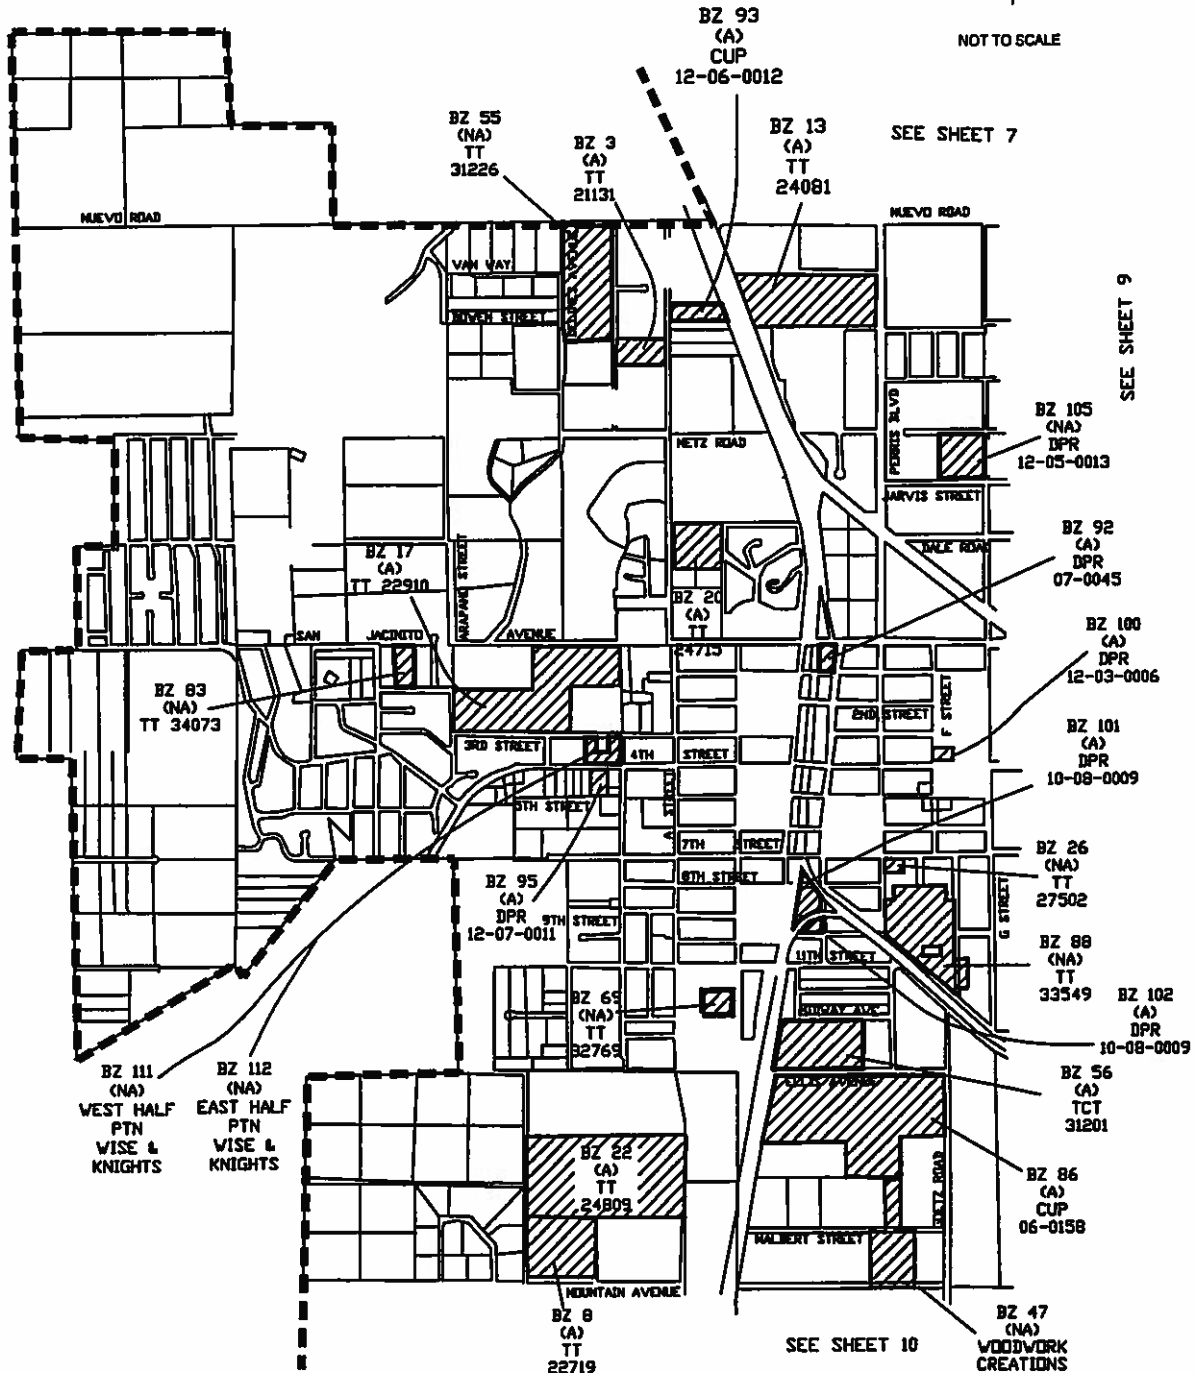 BZ 93
(A)
CUP
12-06-0012
NOT TO SCALE
BZ 55
(NA)
TT
31226
BZ 3
(A)
TT
21131
BZ 13
(A)
TT
24081
SEE SHEET 7
NUEVO ROAD
NUEVO ROAD
VAN WAY
BOWEN STREET
SEE SHEET 9
METZ ROAD
PERRIS BLVD
BZ 105
(NA)
DPR
12-05-0013
JARVIS STREET
DALE ROAD
BZ 92
(A)
DPR
07-0045
BZ 17
(A)
TT 22910
ARAPAHO STREET
BZ 20
(A)
TT
24715
SAN JACINTO AVENUE
BZ 100
(A)
DPR
12-03-0006
BZ 83
(NA)
TT 34073
2ND STREET
F STREET
3RD STREET
4TH STREET
BZ 101
(A)
DPR
10-08-0009
5TH STREET
A STREET
7TH STREET
8TH STREET
BZ 26
(NA)
TT
27502
BZ 95
(A)
DPR
12-07-0011
9TH STREET
G STREET
11TH STREET
BZ 88
(NA)
TT
33549
BZ 69
(NA)
TT
32769
MIDWAY AVE
BZ 102
(A)
DPR
10-08-0009
BZ 111
(NA)
WEST HALF
PTN
WISE &
KNIGHTS
BZ 112
(NA)
EAST HALF
PTN
WISE &
KNIGHTS
ELLIS AVENUE
BZ 56
(A)
TCT
31201
BZ 22
(A)
TT
24809
GOETZ ROAD
BZ 86
(A)
CUP
06-0158
MALBERT STREET
MOUNTAIN AVENUE
BZ 8
(A)
TT
22719
SEE SHEET 10
BZ 47
(NA)
WOODWORK
CREATIONS